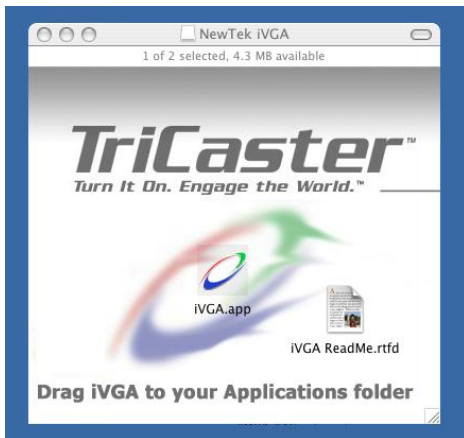 NewTek iVGA
1 of 2 selected, 4.3 MB available
TriCaster™
Turn It On. Engage the World.™
iVGA.app
iVGA ReadMe.rtfd
Drag iVGA to your Applications folder